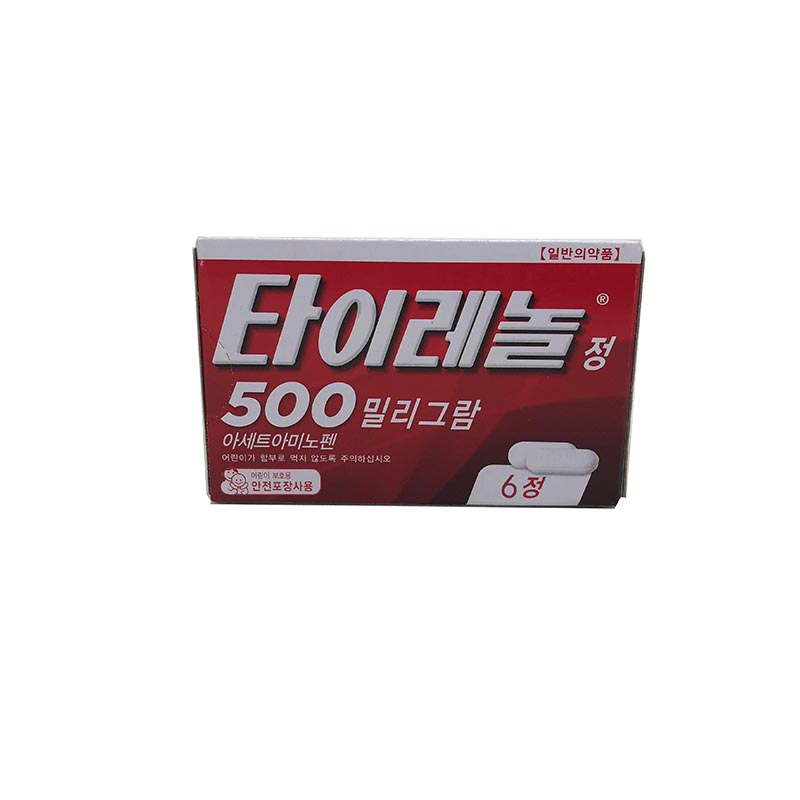 【일반의약품】
타이레놀® 정
500 밀리그람
아세트아미노펜
어린이가 함부로 먹지 않도록 주의하십시오
어린이 보호용
안전포장사용
6정